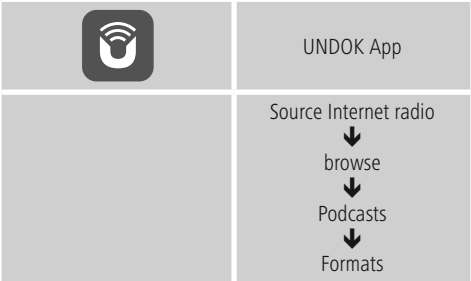 UNDOK App
Source Internet radio
browse
Podcasts
Formats